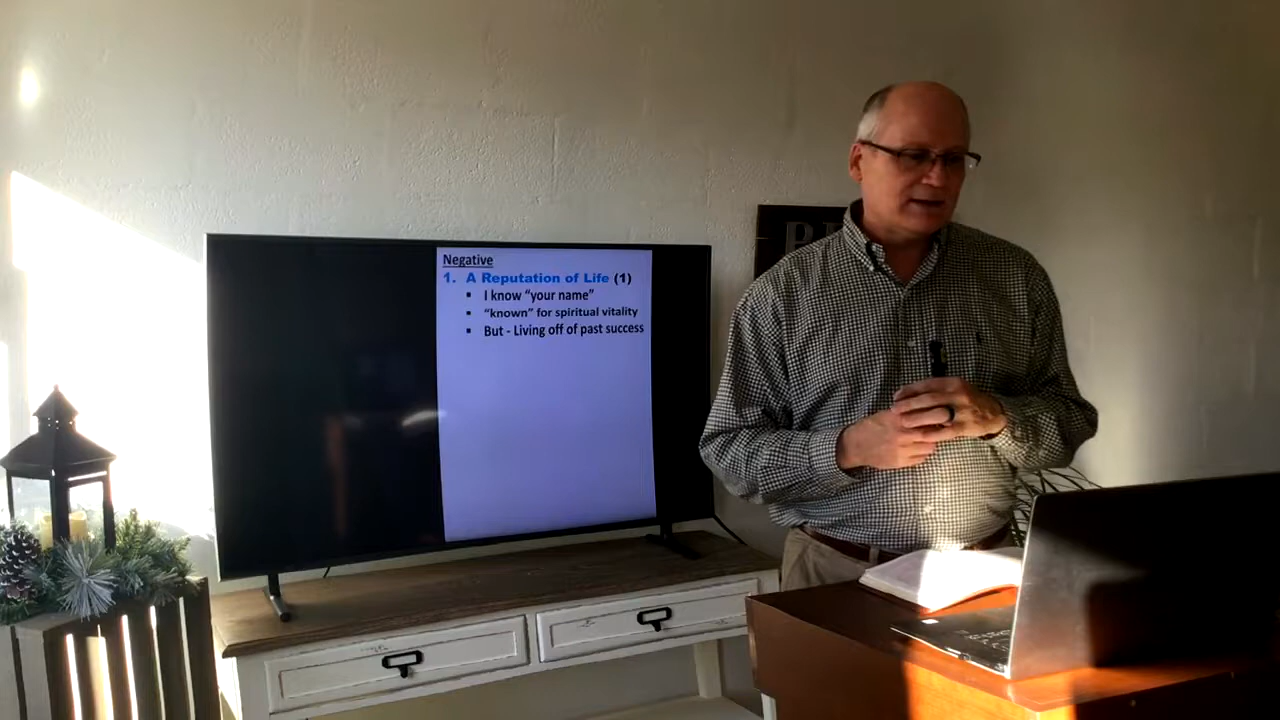 Negative
1. A Reputation of Life (1)
▪ I know “your name”
▪ “known” for spiritual vitality
▪ But - Living off of past success